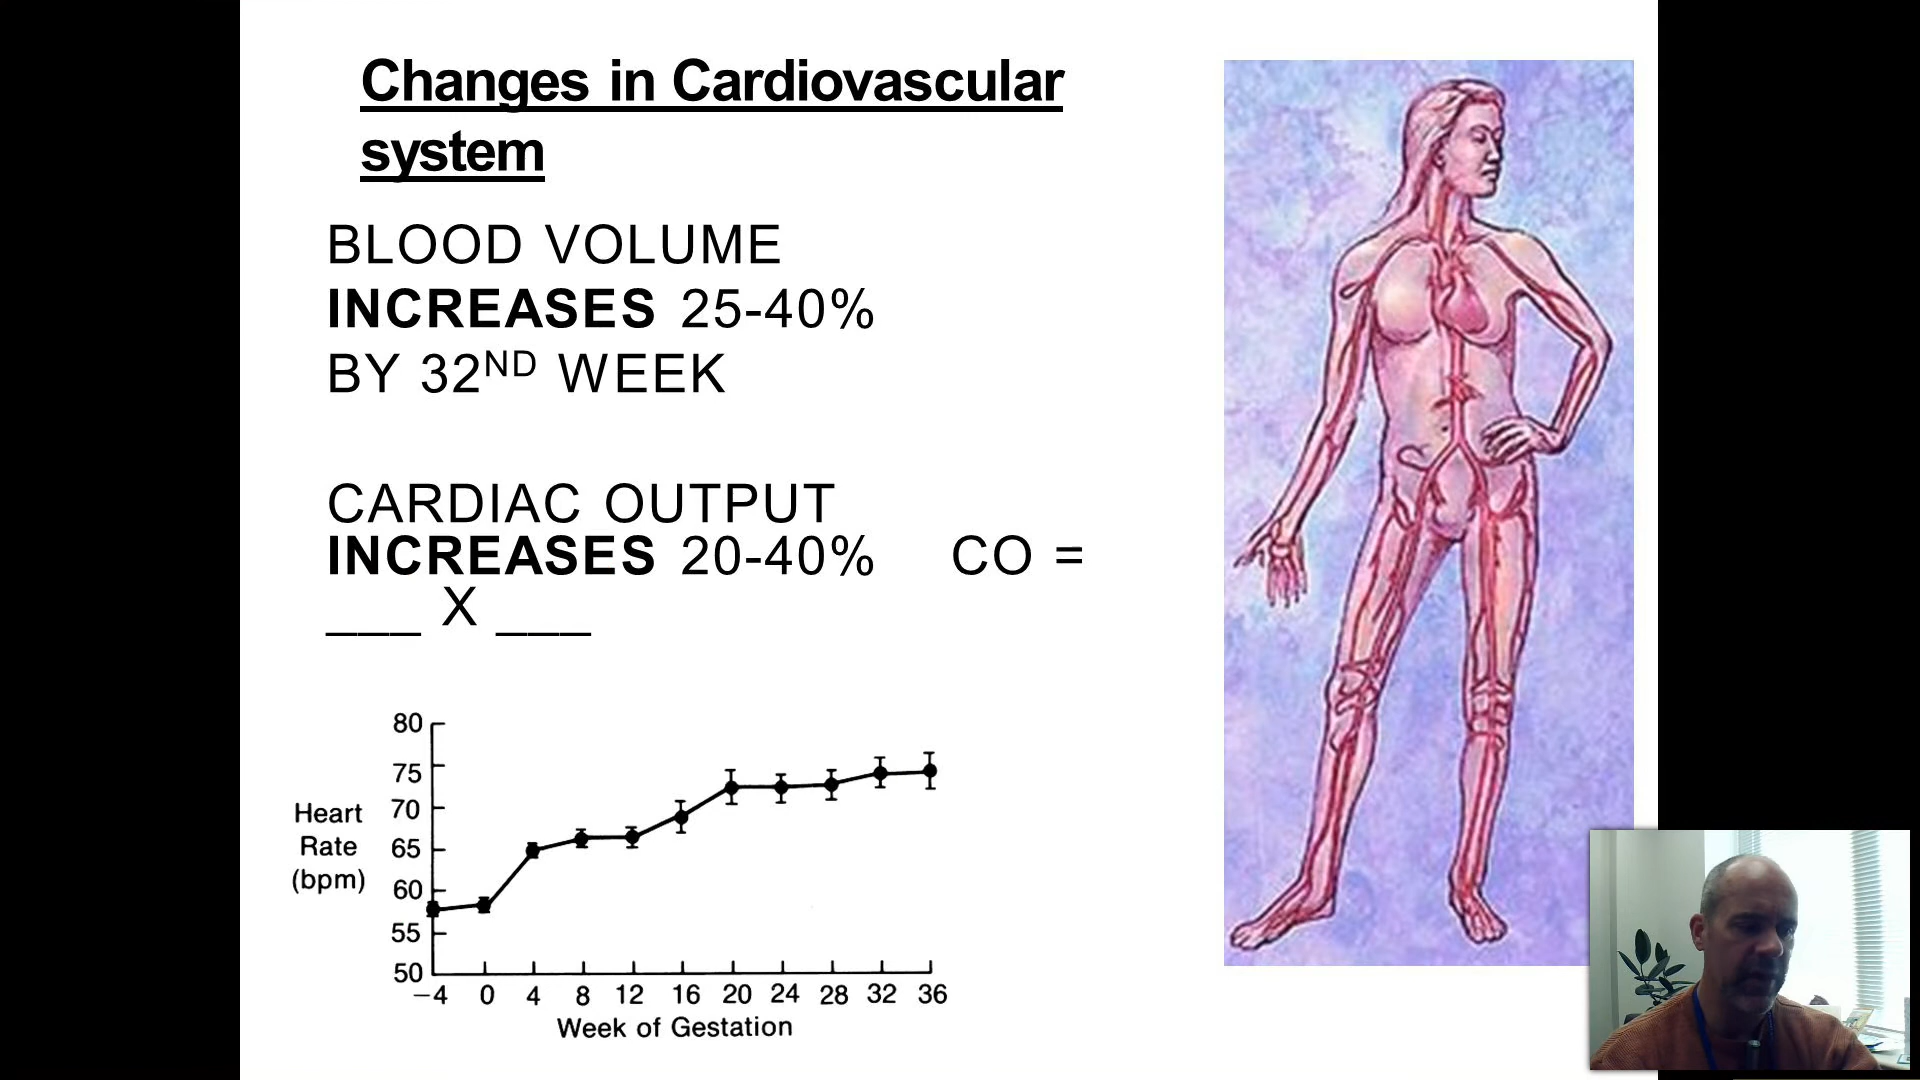 Changes in Cardiovascular
system
BLOOD VOLUME
INCREASES 25-40%
BY 32ND WEEK
CARDIAC OUTPUT
INCREASES 20-40% CO =
___ X ___
80
75
70
65
60
55
50
Heart
Rate
(bpm)
−4 0 4 8 12 16 20 24 28 32 36
Week of Gestation